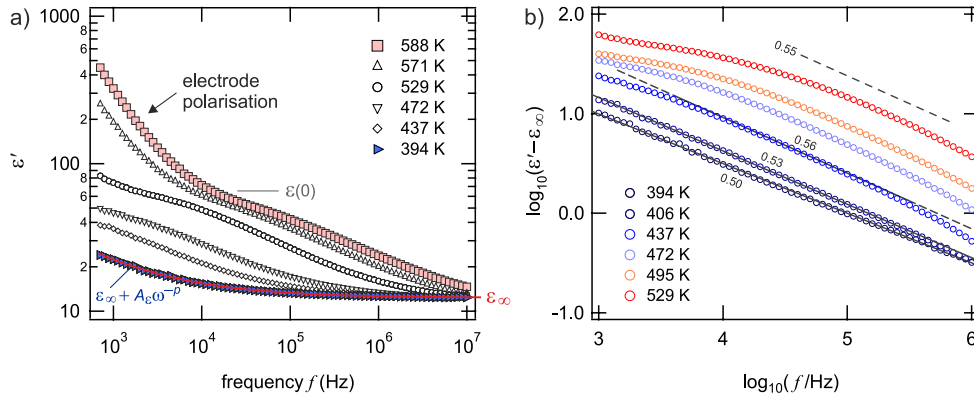 a)
1000
8
6
4
2
100
8
6
4
2
10
ε′
electrode
polarisation
ε(0)
588 K
571 K
529 K
472 K
437 K
394 K
ε∞ + Aεω⁻ᵖ
ε∞
10³
10⁴
10⁵
10⁶
10⁷
frequency f (Hz)
b)
2.0
1.0
0.0
-1.0
log₁₀(ε′−ε∞)
0.55
0.56
0.53
0.50
394 K
406 K
437 K
472 K
495 K
529 K
3
4
5
6
log₁₀(f/Hz)